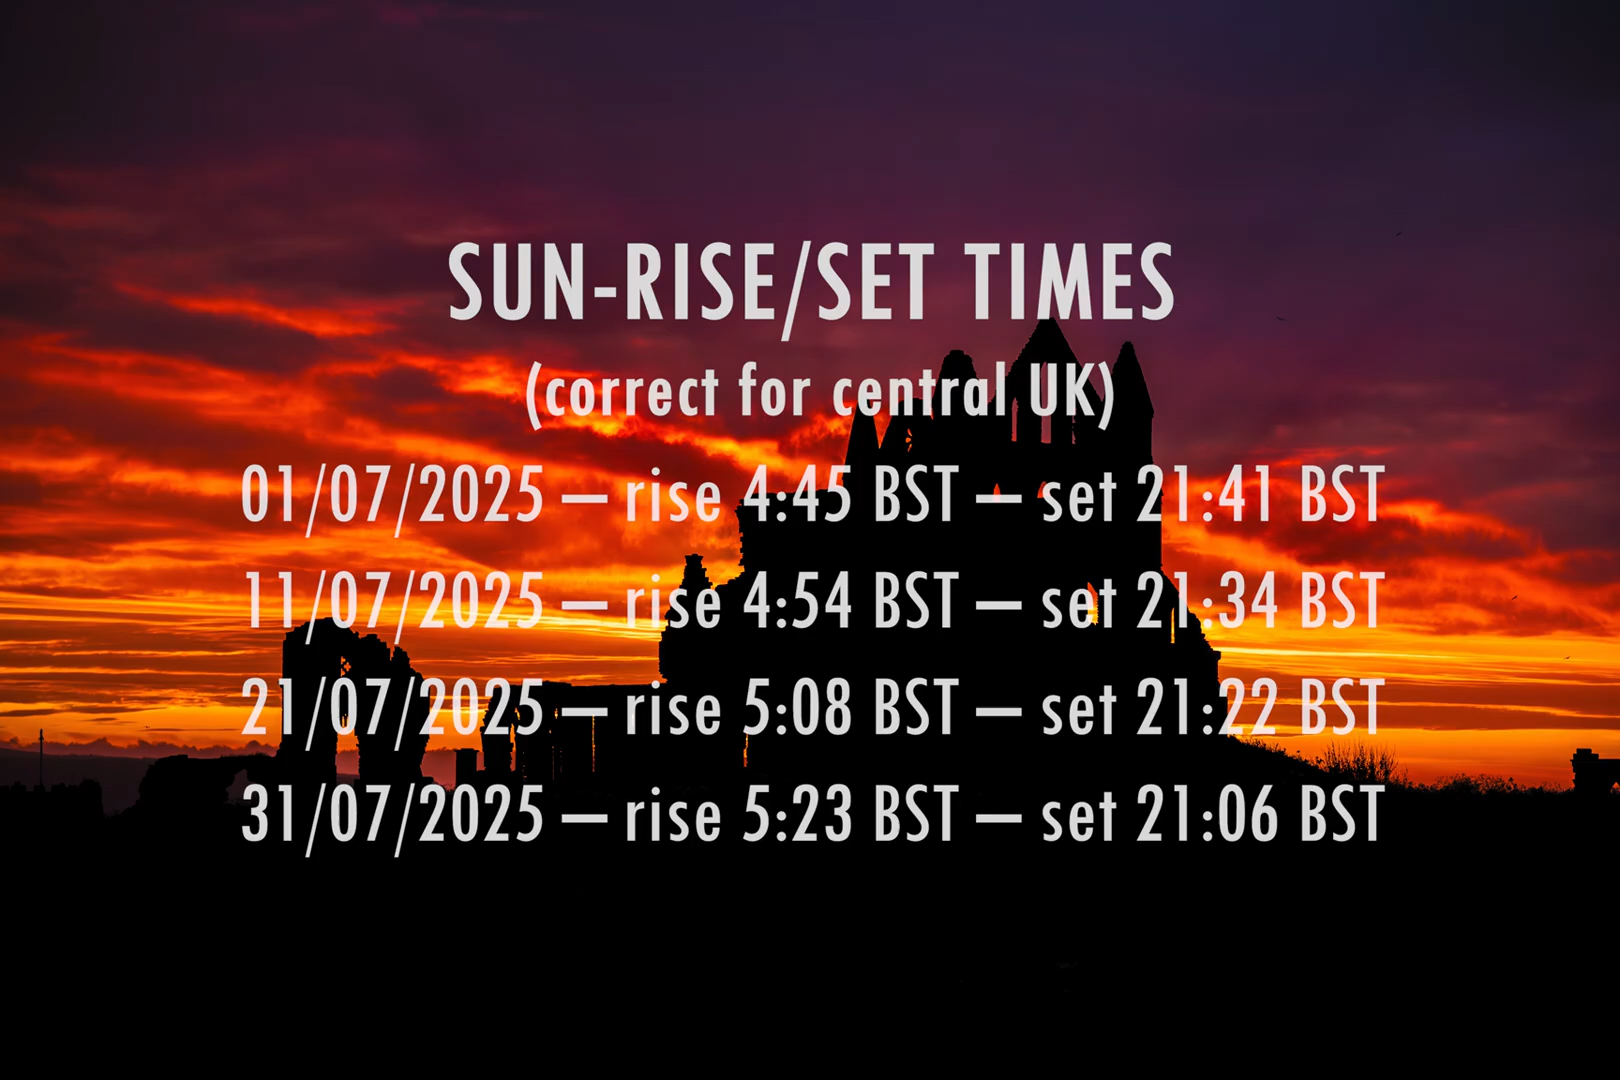 SUN-RISE/SET TIMES
(correct for central UK)
01/07/2025 – rise 4:45 BST – set 21:41 BST
11/07/2025 – rise 4:54 BST – set 21:34 BST
21/07/2025 – rise 5:08 BST – set 21:22 BST
31/07/2025 – rise 5:23 BST – set 21:06 BST